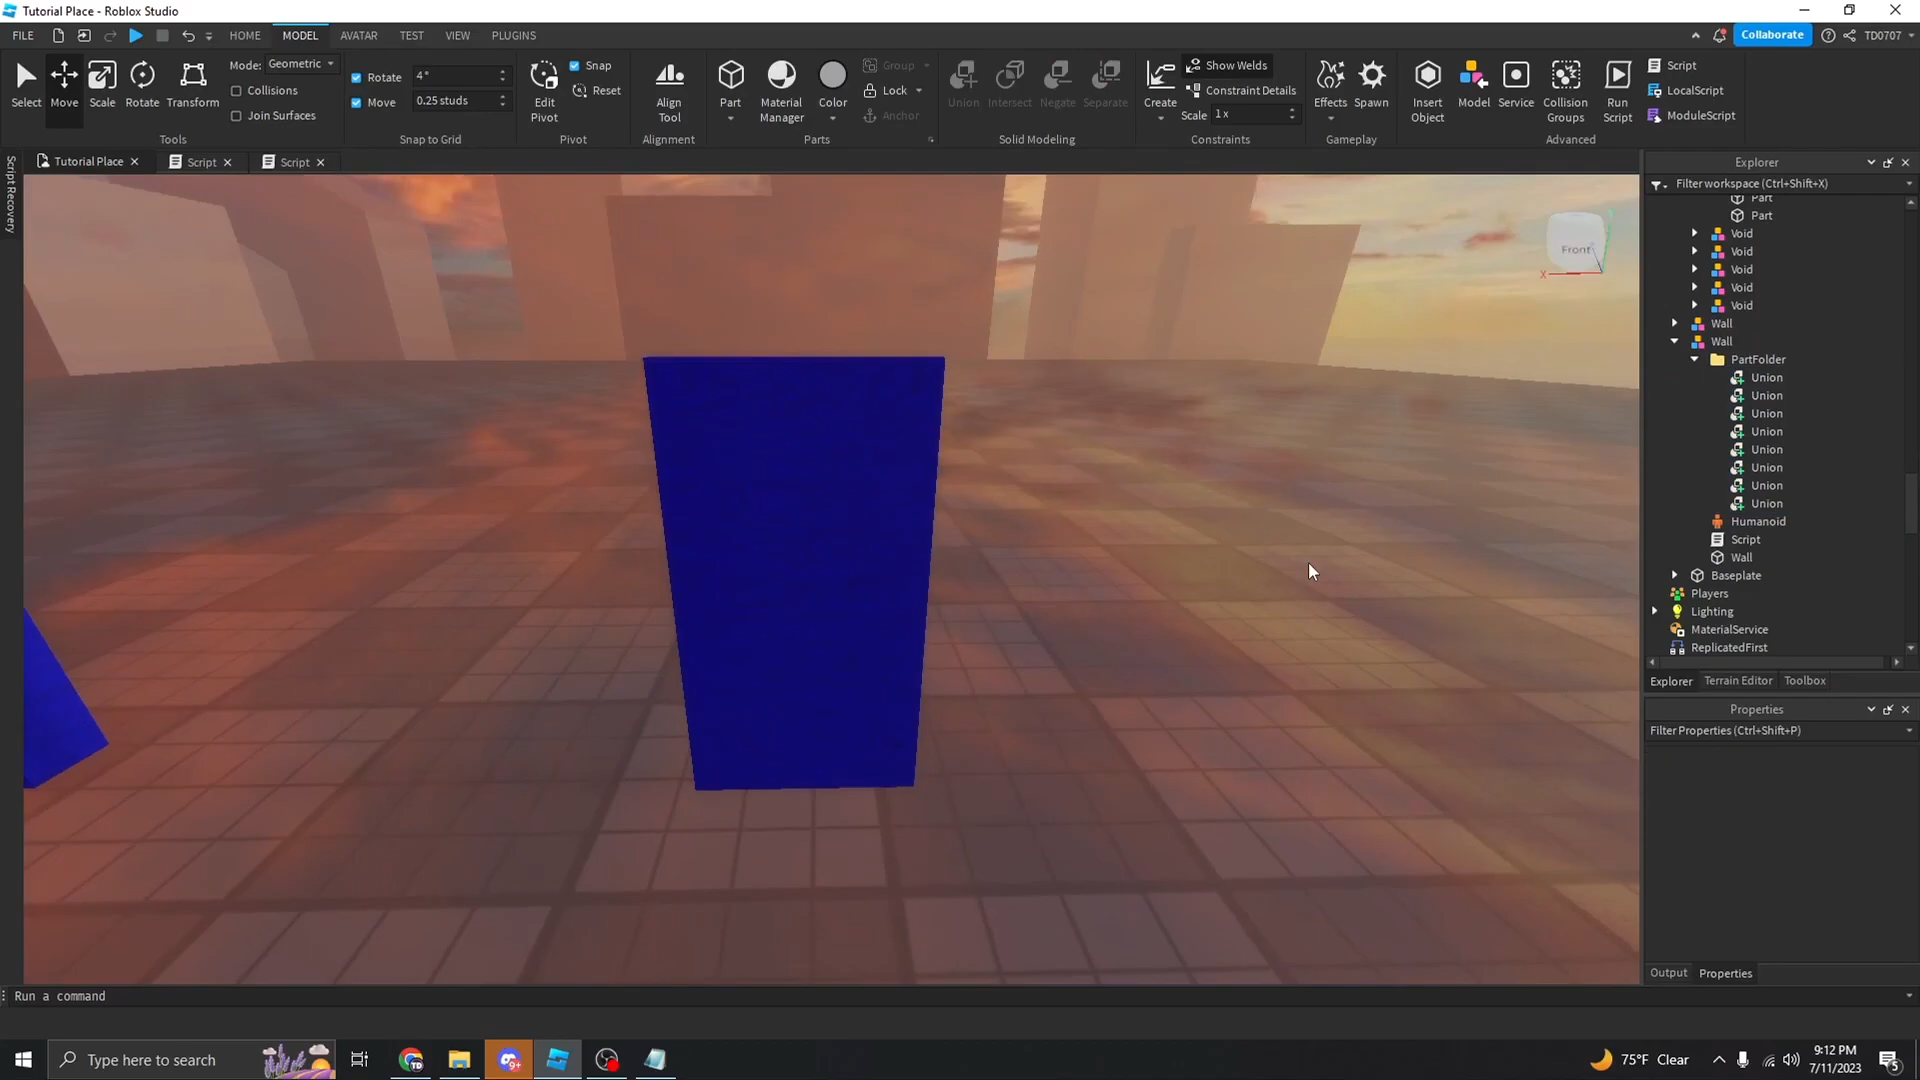 Tutorial Place - Roblox Studio
FILE HOME MODEL AVATAR TEST VIEW PLUGINS Collaborate TD0707
Select Move Scale Rotate Transform
Mode: Geometric
Collisions
Join Surfaces
Tools
Rotate 4°
Move 0.25 studs
Snap to Grid
Edit Pivot
Snap
Reset
Pivot
Align Tool
Alignment
Part
Material Manager
Color
Group
Lock
Anchor
Parts
Union Intersect Negate Separate
Solid Modeling
Create
Show Welds
Constraint Details
Scale 1 x
Constraints
Effects Spawn
Gameplay
Insert Object
Model
Service
Collision Groups
Run Script
Script
LocalScript
ModuleScript
Advanced
Tutorial Place Script Script
Script Recovery
Front
X
Explorer
Filter workspace (Ctrl+Shift+X)
Part
Part
Void
Void
Void
Void
Void
Wall
Wall
PartFolder
Union
Union
Union
Union
Union
Union
Union
Union
Humanoid
Script
Wall
Baseplate
Players
Lighting
MaterialService
ReplicatedFirst
Explorer Terrain Editor Toolbox
Properties
Filter Properties (Ctrl+Shift+P)
Output Properties
Run a command
Type here to search
TD
9+
75°F Clear
9:12 PM
7/11/2023
5